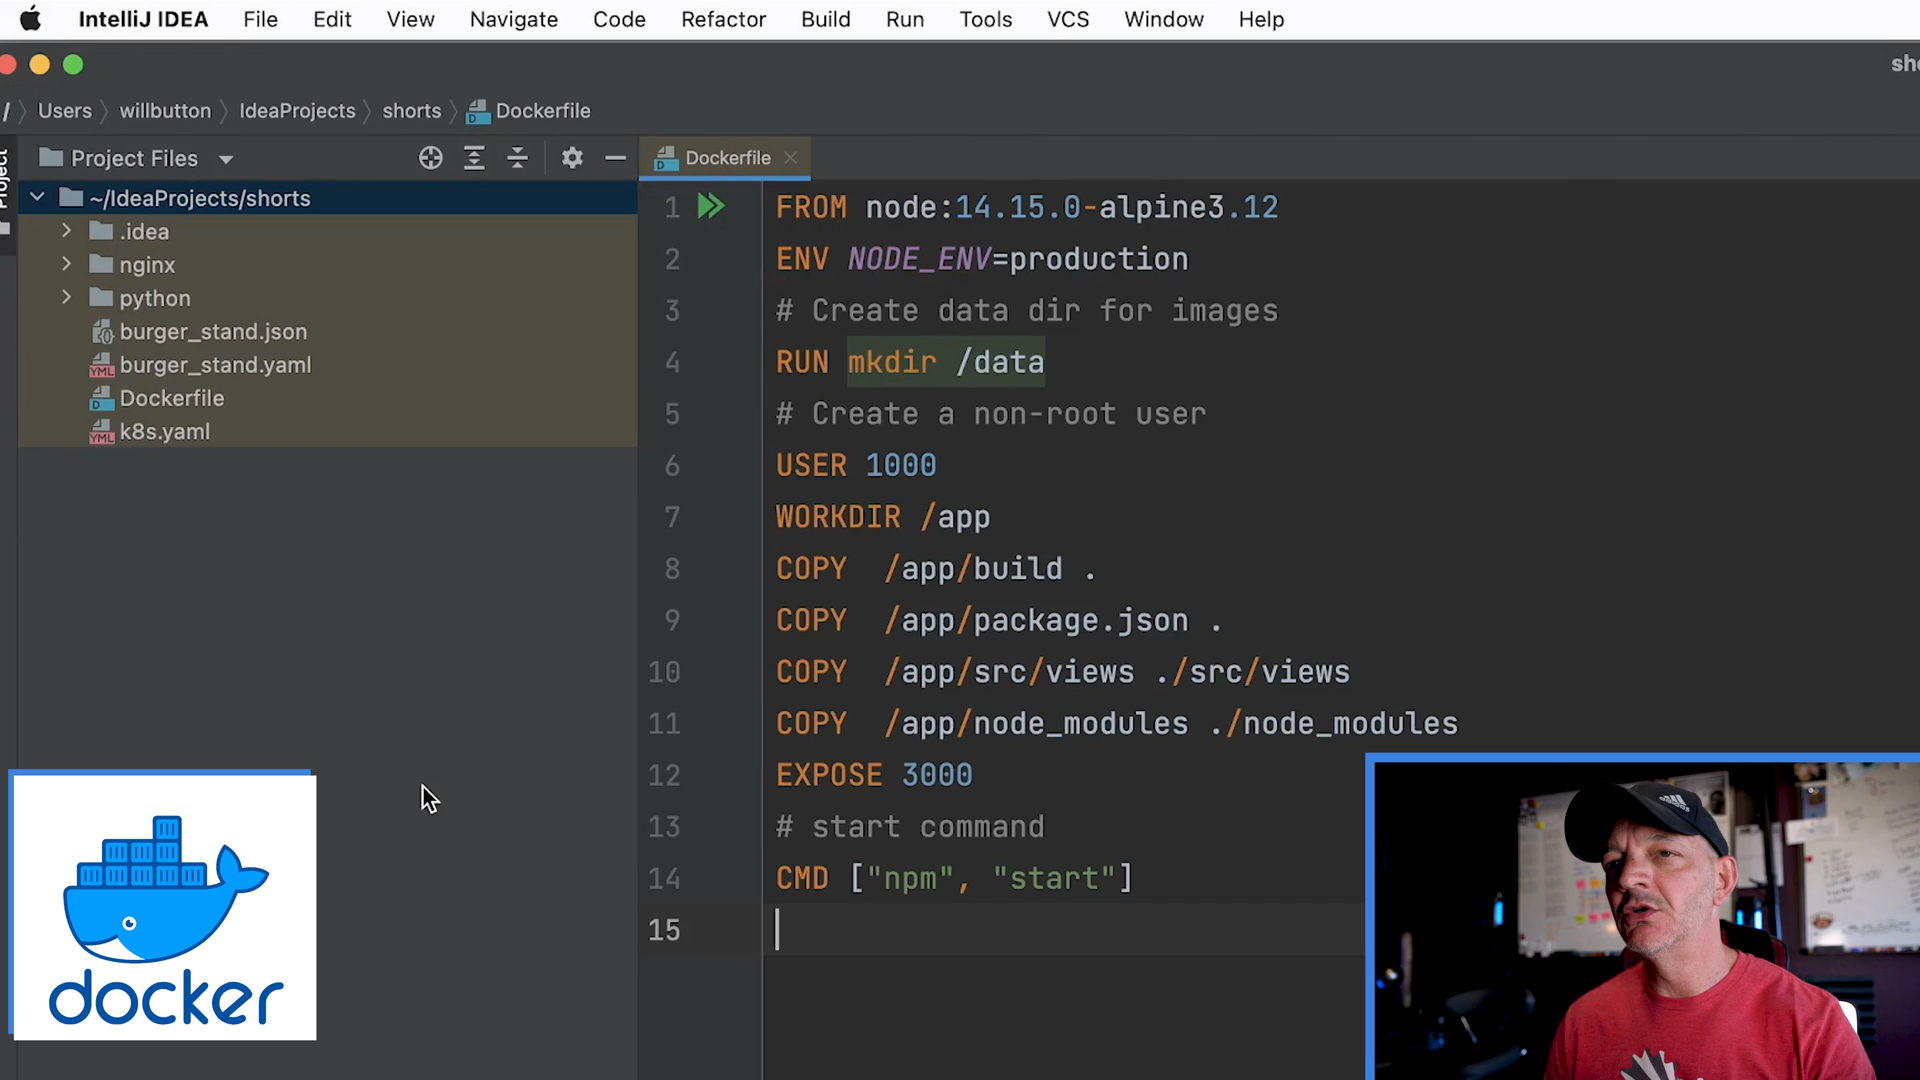 IntelliJ IDEA File Edit View Navigate Code Refactor Build Run Tools VCS Window Help
/ Users willbutton IdeaProjects shorts Dockerfile
Project
Project Files
Dockerfile
~/IdeaProjects/shorts
.idea
nginx
python
burger_stand.json
burger_stand.yaml
Dockerfile
k8s.yaml
1 FROM node:14.15.0-alpine3.12
2 ENV NODE_ENV=production
3 # Create data dir for images
4 RUN mkdir /data
5 # Create a non-root user
6 USER 1000
7 WORKDIR /app
8 COPY /app/build .
9 COPY /app/package.json .
10 COPY /app/src/views ./src/views
11 COPY /app/node_modules ./node_modules
12 EXPOSE 3000
13 # start command
14 CMD ["npm", "start"]
15
docker